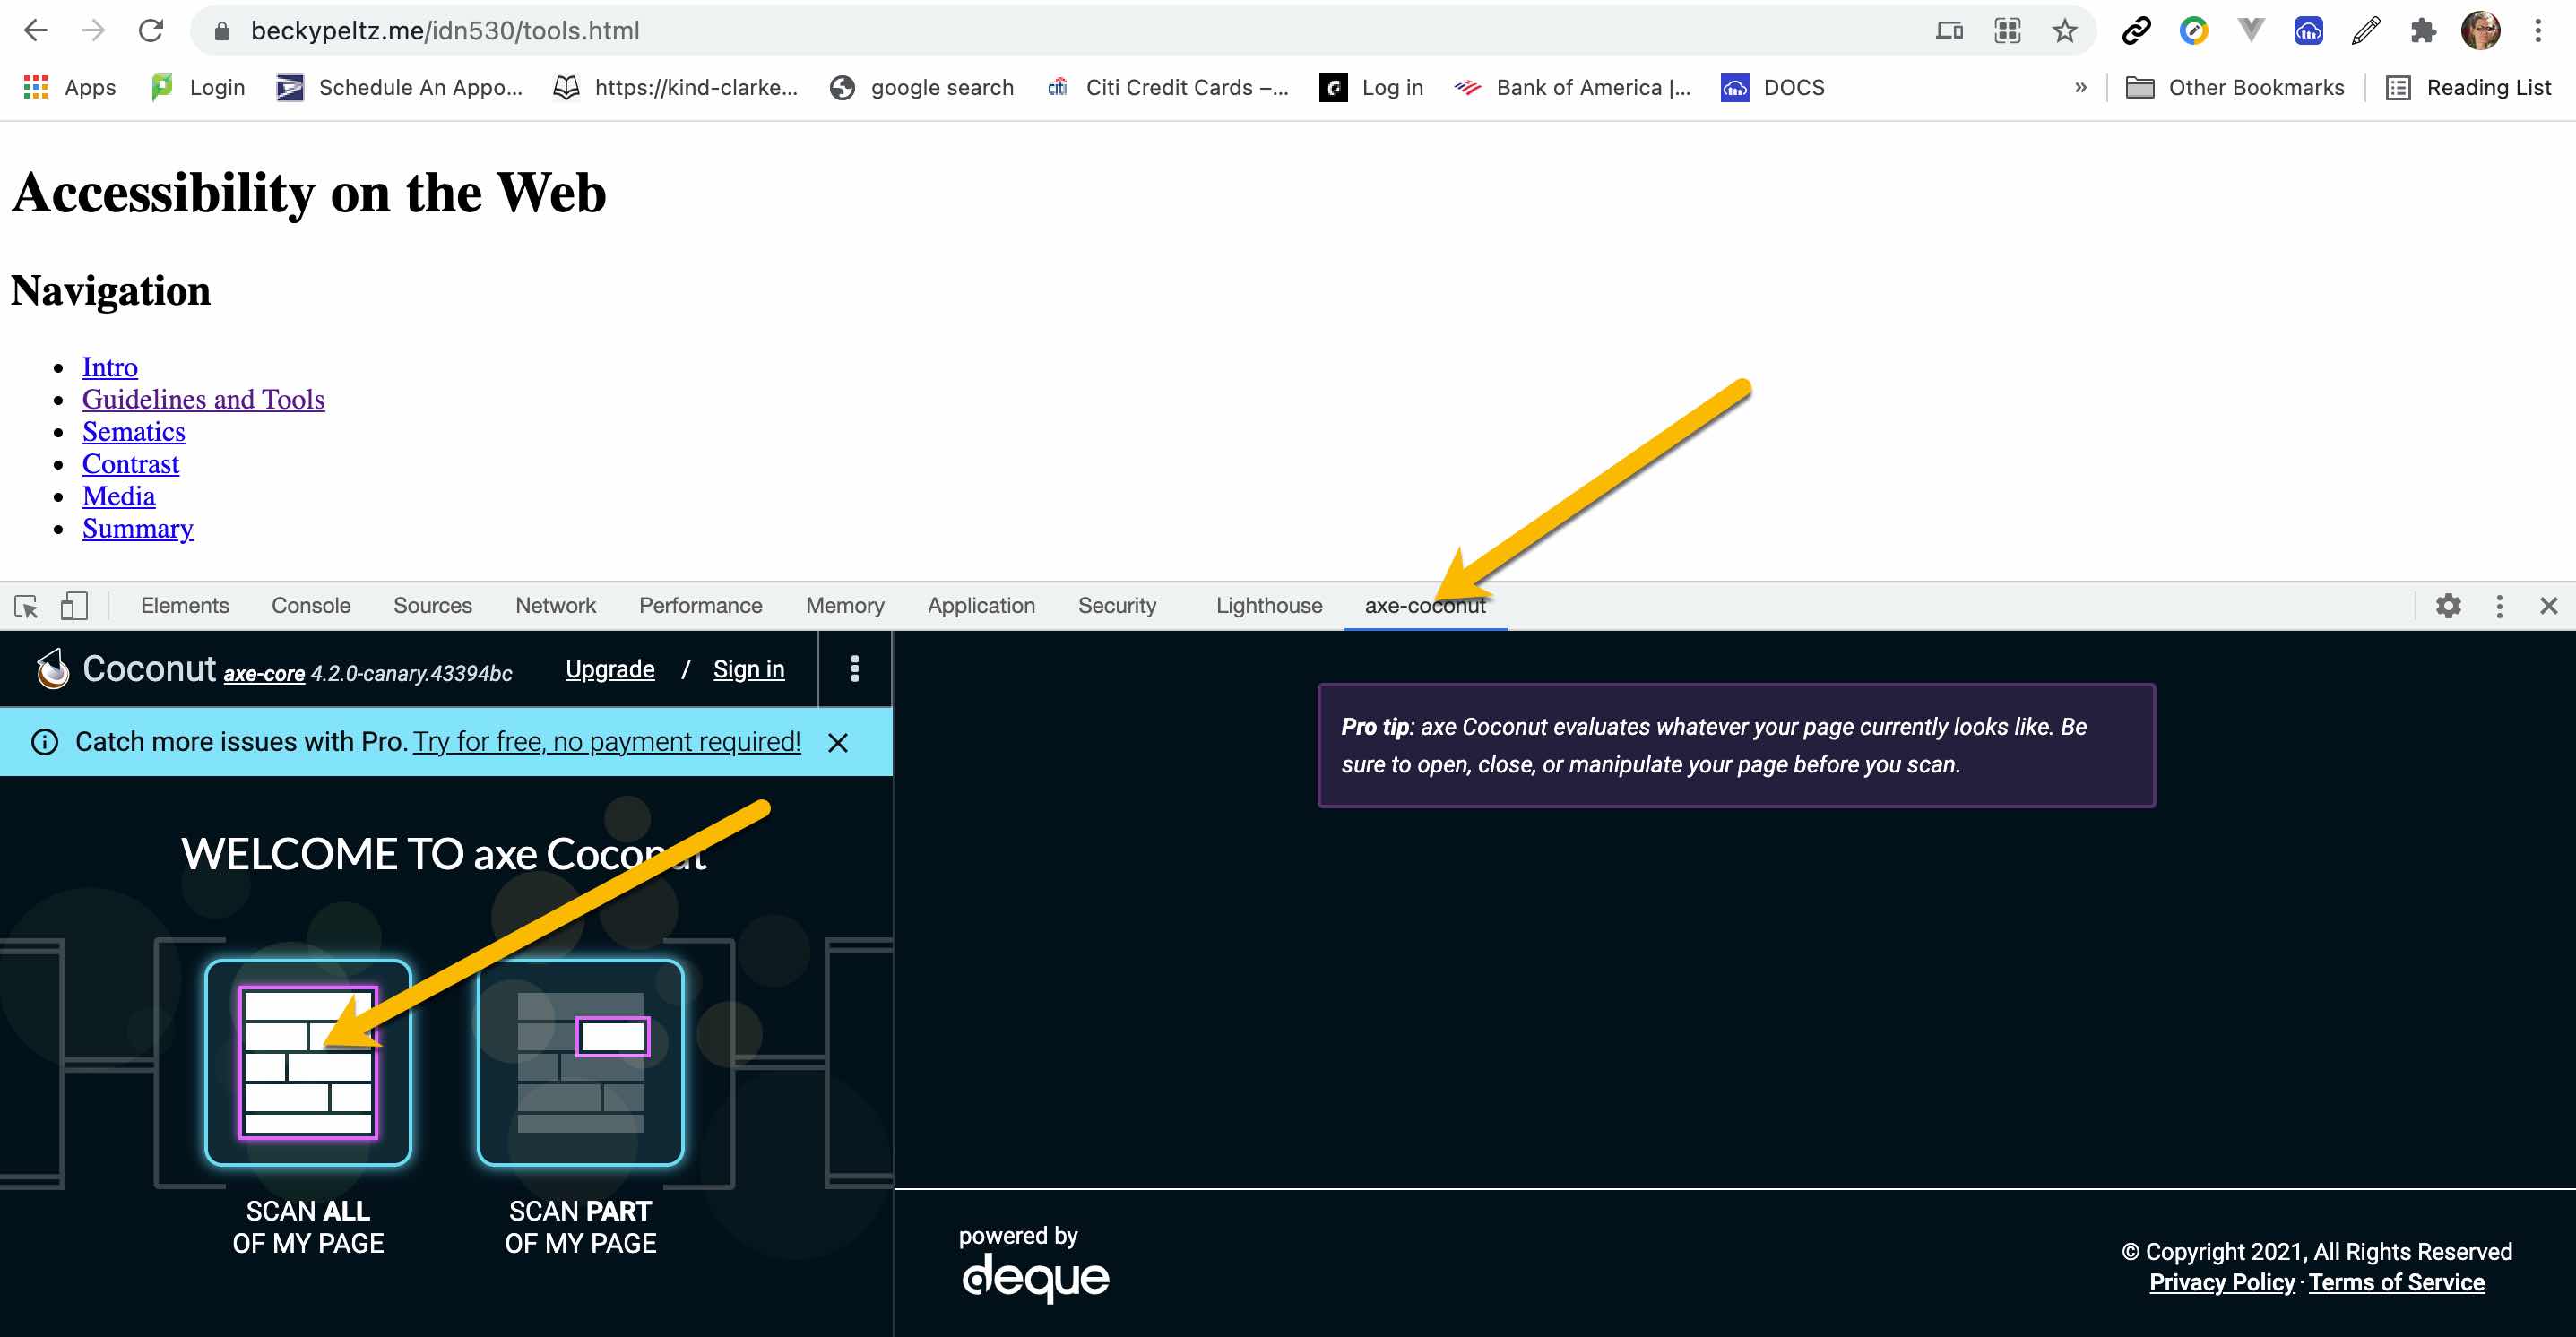 beckypeltz.me/idn530/tools.html
Apps Login Schedule An Appo... https://kind-clarke... google search citi Citi Credit Cards –... Log in Bank of America |... DOCS » Other Bookmarks Reading List
Accessibility on the Web
Navigation
• Intro
• Guidelines and Tools
• Sematics
• Contrast
• Media
• Summary
Elements Console Sources Network Performance Memory Application Security Lighthouse axe-coconut
Coconut axe-core 4.2.0-canary.43394bc Upgrade / Sign in
Catch more issues with Pro. Try for free, no payment required!
Pro tip: axe Coconut evaluates whatever your page currently looks like. Be
sure to open, close, or manipulate your page before you scan.
WELCOME TO axe Coconut
SCAN ALL
OF MY PAGE
SCAN PART
OF MY PAGE
powered by
deque
© Copyright 2021, All Rights Reserved
Privacy Policy · Terms of Service